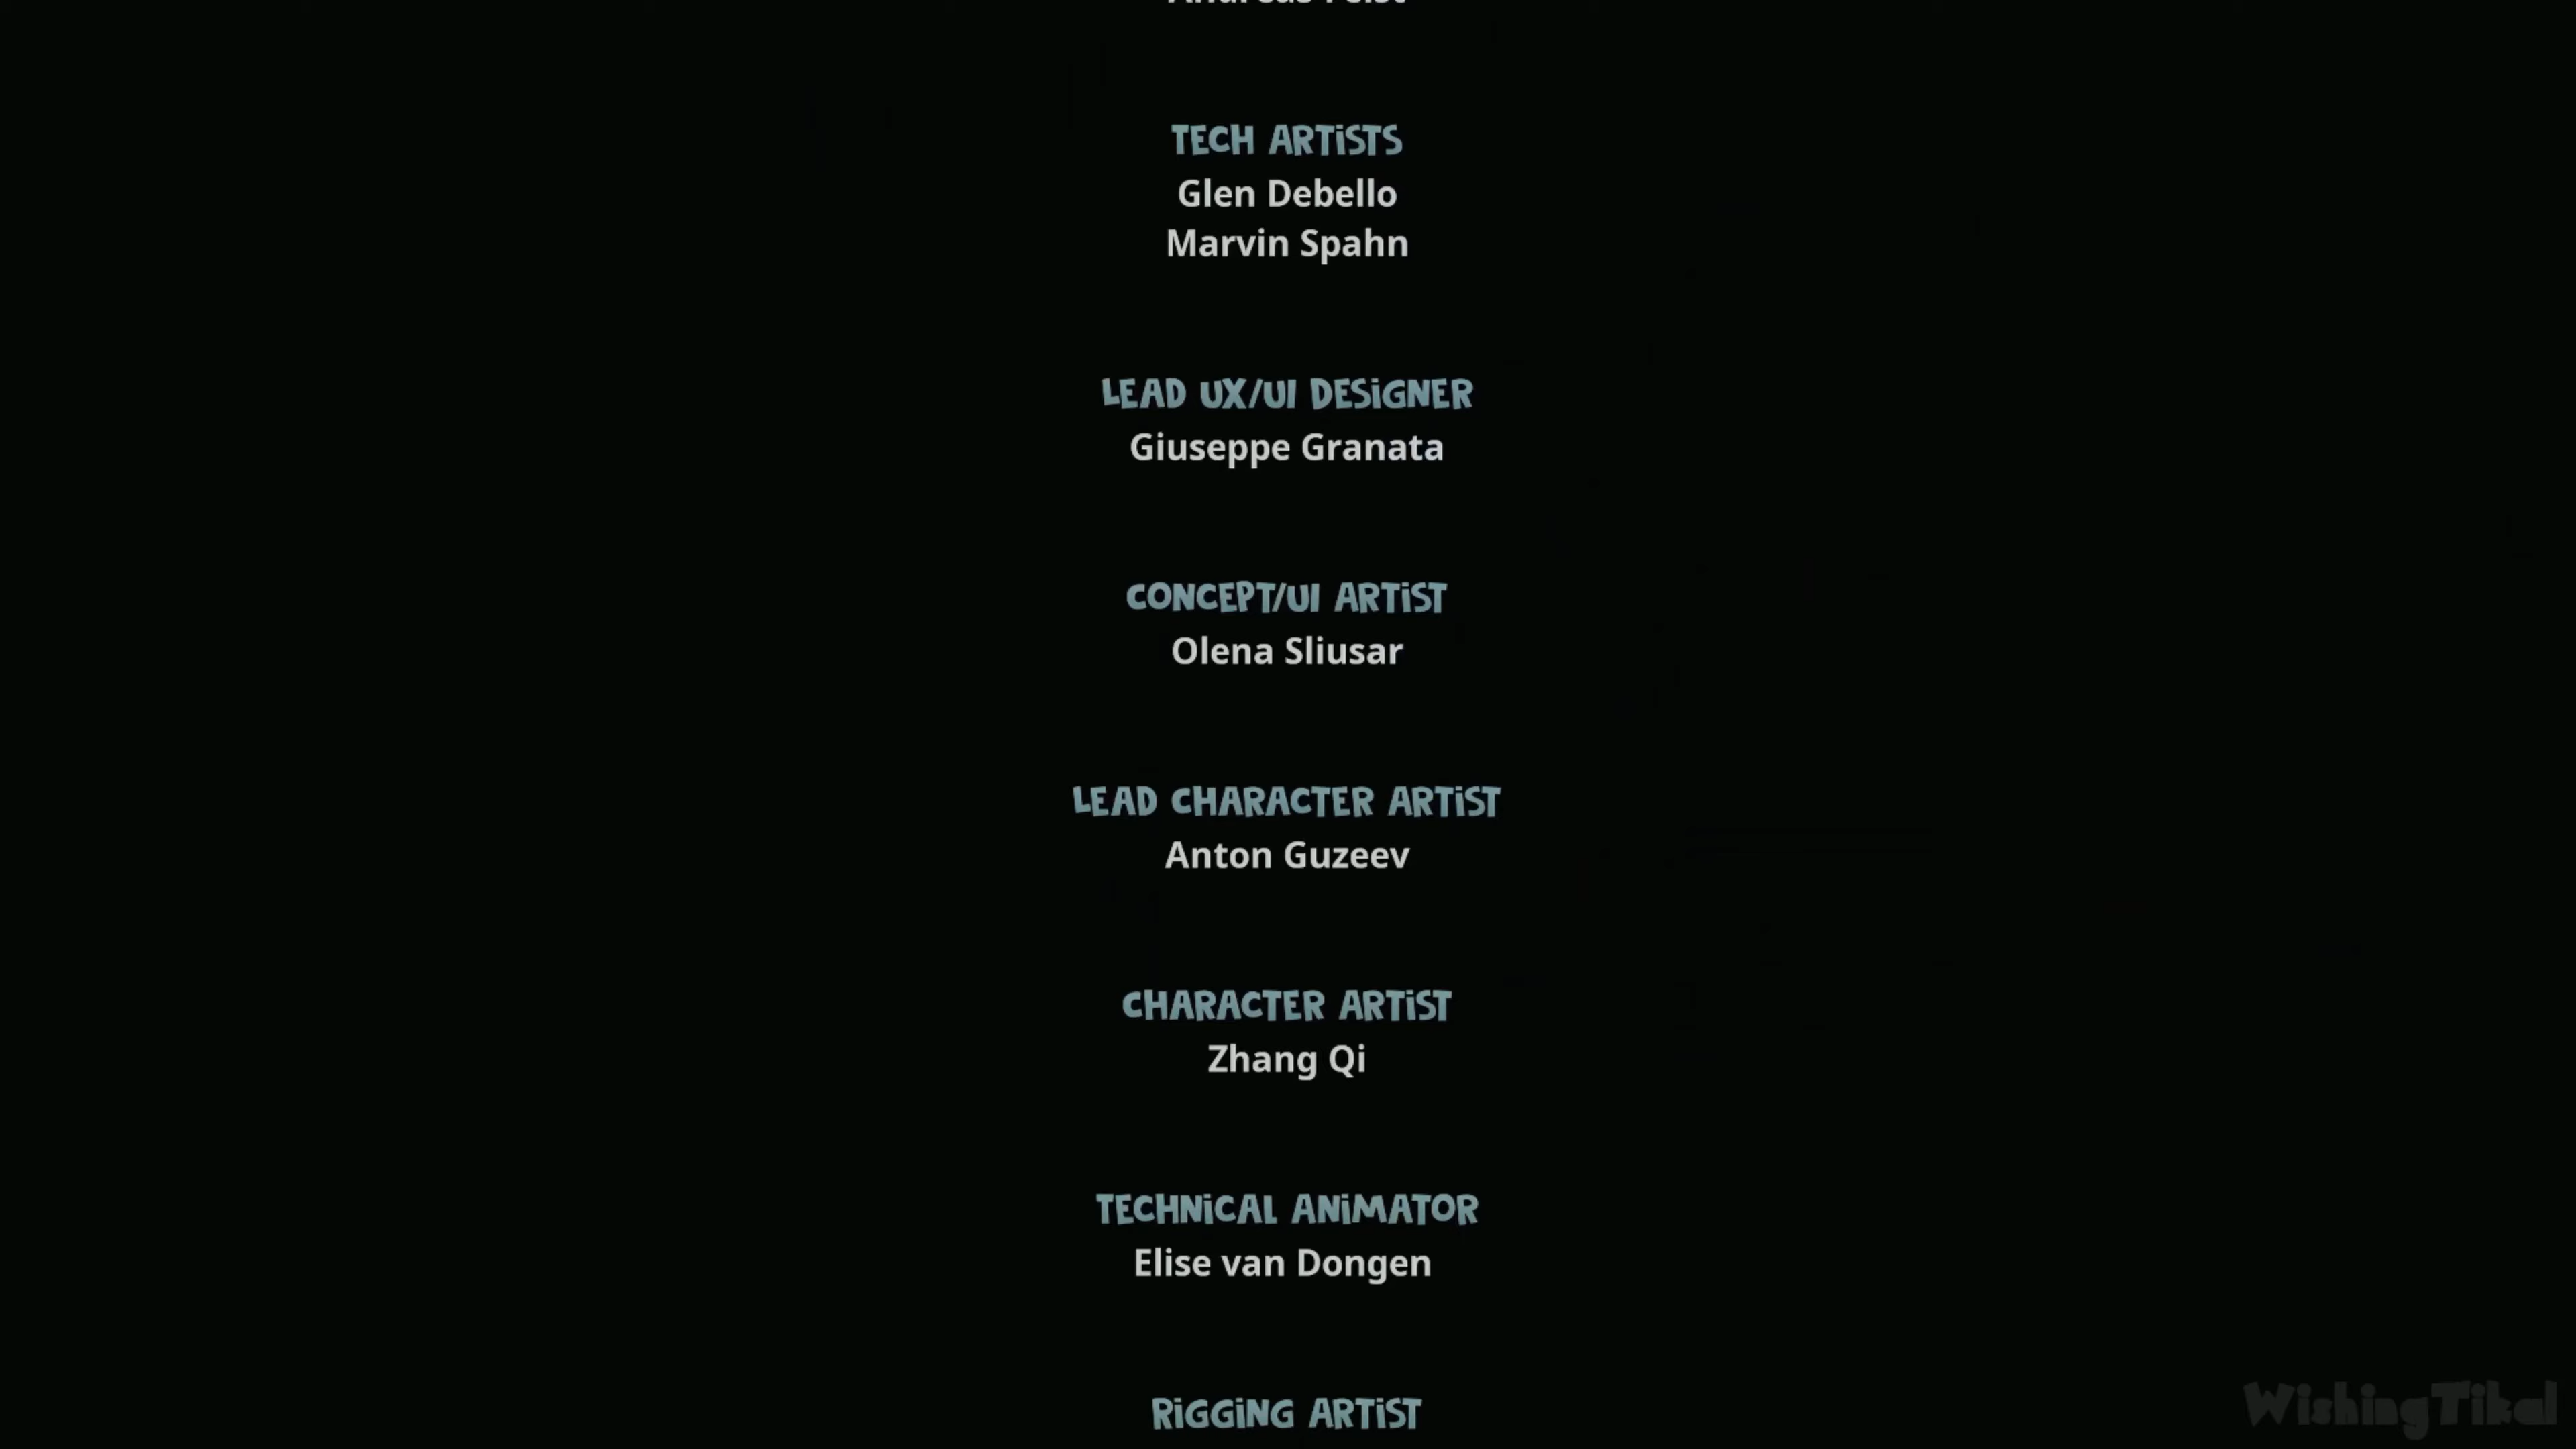 TECH ARTiSTS
Glen Debello
Marvin Spahn
LEAD UX/UI DESiGNER
Giuseppe Granata
CONCEPT/UI ARTiST
Olena Sliusar
LEAD CHARACTER ARTiST
Anton Guzeev
CHARACTER ARTiST
Zhang Qi
TECHNiCAL ANiMATOR
Elise van Dongen
RiGGiNG ARTiST
WishingTikal